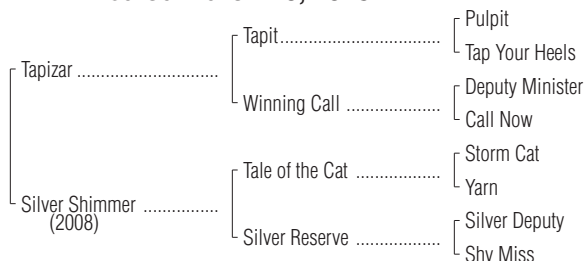 Pulpit
Tapit
Tap Your Heels
Tapizar
Deputy Minister
Winning Call
Call Now
Storm Cat
Tale of the Cat
Yarn
Silver Shimmer
(2008)
Silver Deputy
Silver Reserve
Shy Miss